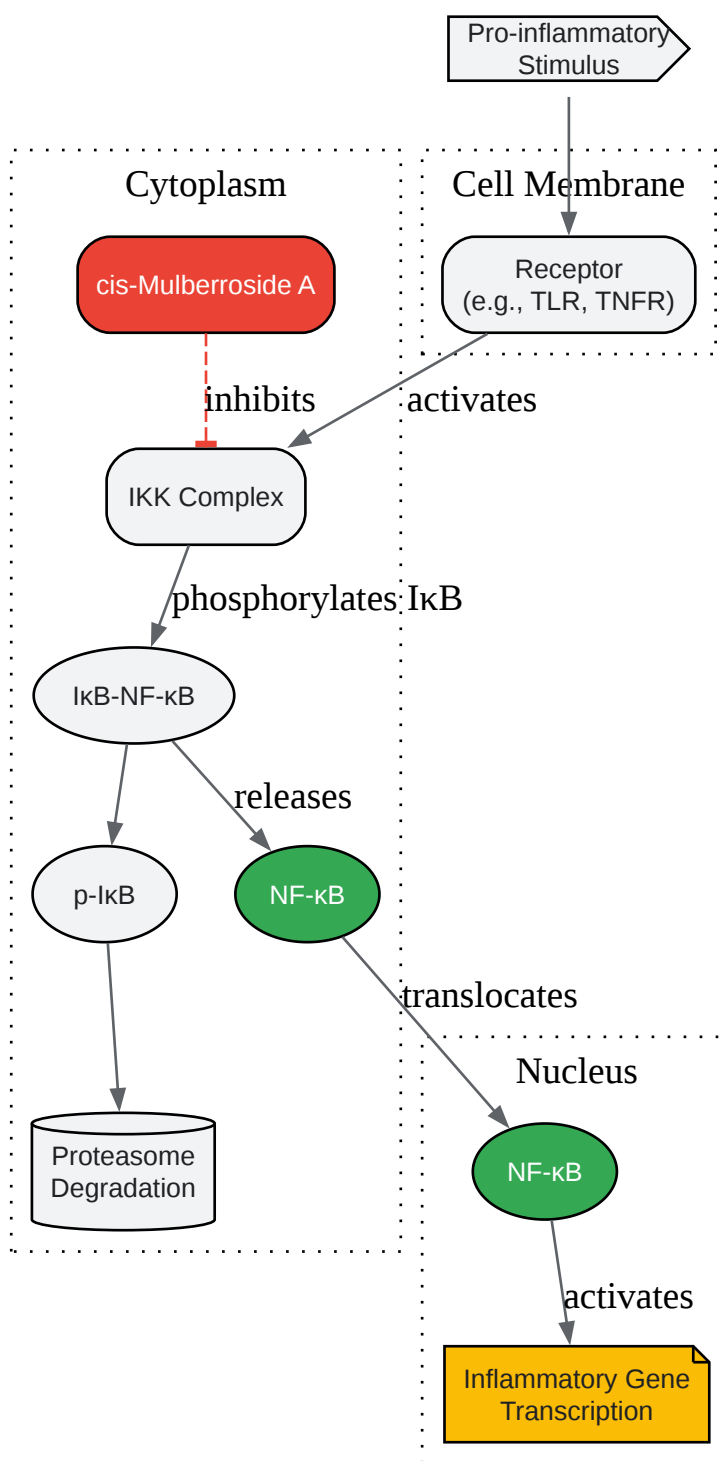 Pro-inflammatory
Stimulus
Cytoplasm
Cell Membrane
cis-Mulberroside A
Receptor
(e.g., TLR, TNFR)
inhibits
activates
IKK Complex
phosphorylates IκB
IκB-NF-κB
releases
p-IκB
NF-κB
translocates
Nucleus
Proteasome
Degradation
NF-κB
activates
Inflammatory Gene
Transcription